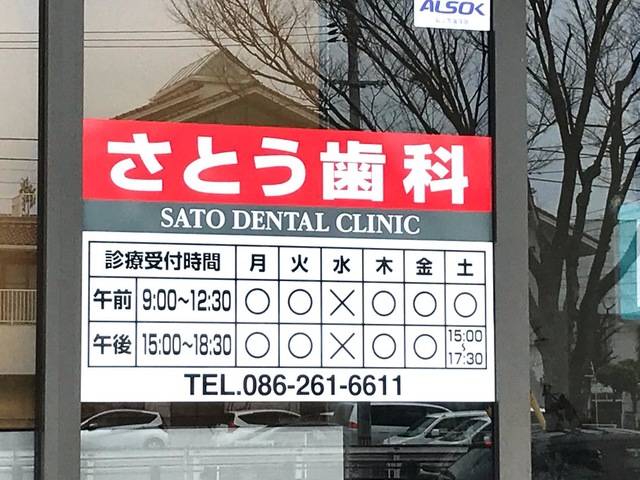 ALSOK
さとう歯科
SATO DENTAL CLINIC
診療受付時間 月 火 水 木 金 土
午前 9:00~12:30 ○ ○ × ○ ○ ○
午後 15:00~18:30 ○ ○ × ○ ○ 15:00~17:30
TEL.086-261-6611